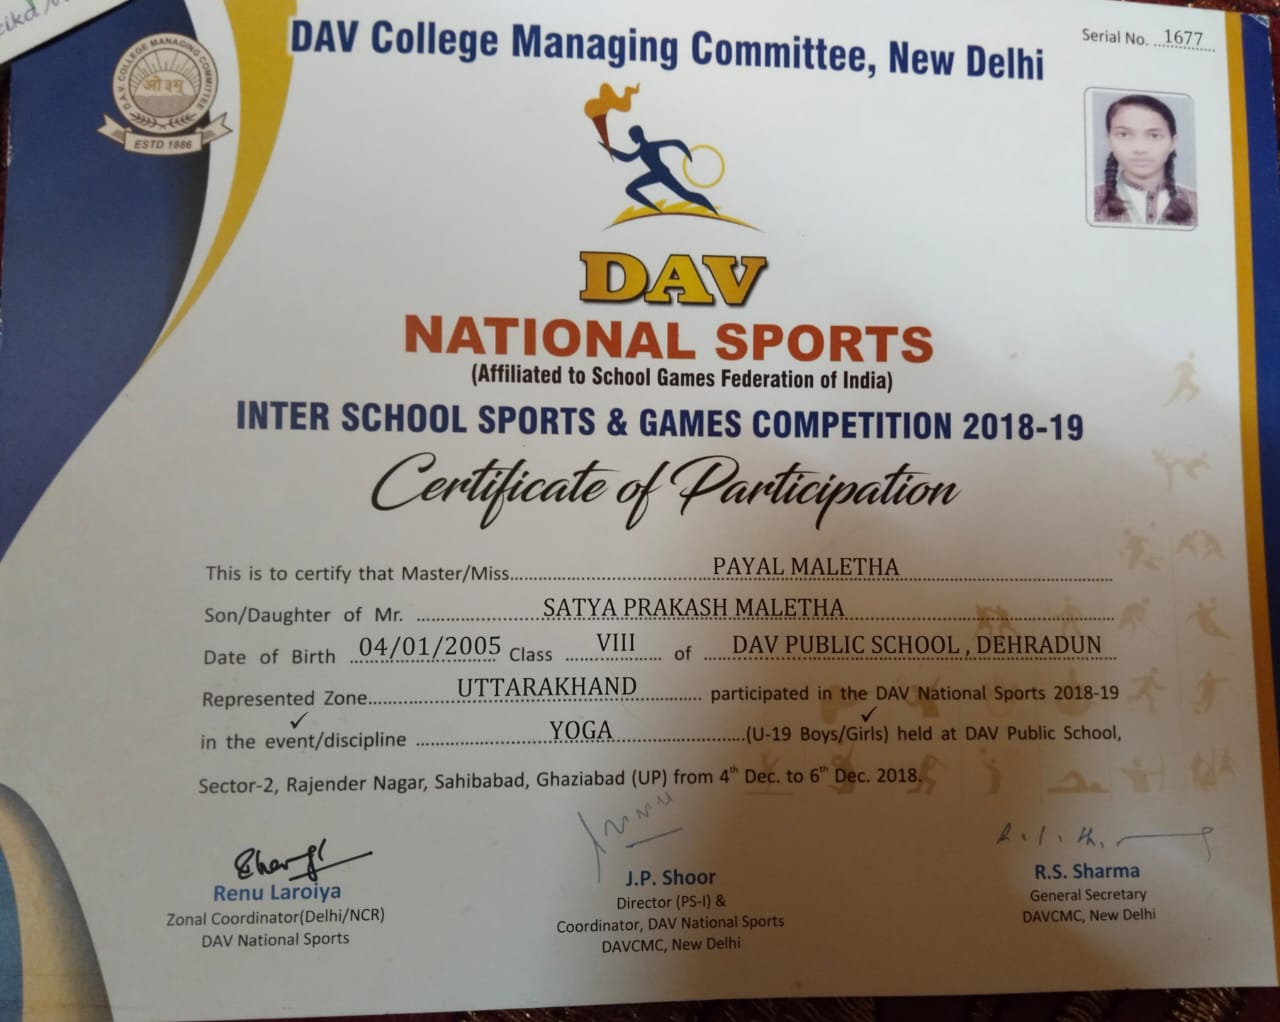 DAV College Managing Committee, New Delhi
Serial No. 1677
D.A.V. COLLEGE MANAGING COMMITTEE
ओ३म्
ESTD 1886
DAV
NATIONAL SPORTS
(Affiliated to School Games Federation of India)
INTER SCHOOL SPORTS & GAMES COMPETITION 2018-19
Certificate of Participation
This is to certify that Master/Miss PAYAL MALETHA
Son/Daughter of Mr. SATYA PRAKASH MALETHA
Date of Birth 04/01/2005 Class VIII of DAV PUBLIC SCHOOL , DEHRADUN
Represented Zone UTTARAKHAND participated in the DAV National Sports 2018-19
in the event/discipline YOGA (U-19 Boys/Girls) held at DAV Public School,
Sector-2, Rajender Nagar, Sahibabad, Ghaziabad (UP) from 4th Dec. to 6th Dec. 2018.
Renu Laroiya
Zonal Coordinator(Delhi/NCR)
DAV National Sports
J.P. Shoor
Director (PS-I) &
Coordinator, DAV National Sports
DAVCMC, New Delhi
R.S. Sharma
General Secretary
DAVCMC, New Delhi